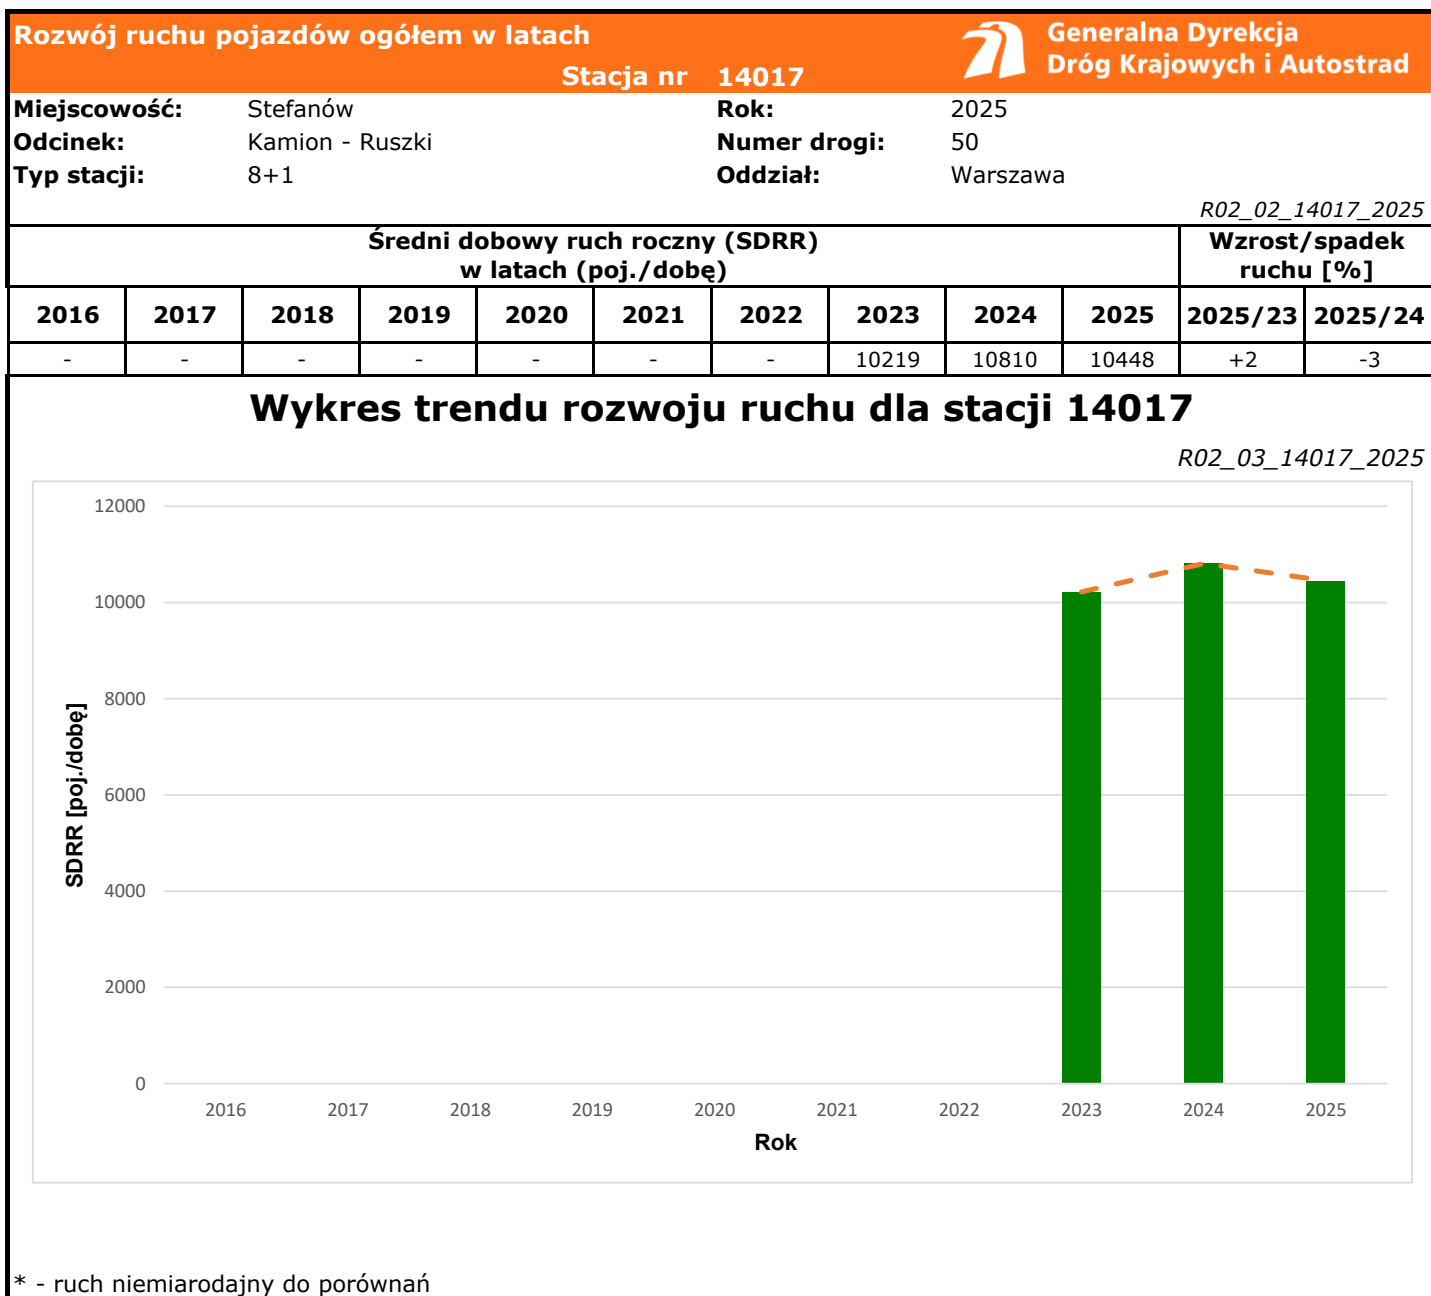 Rozwój ruchu pojazdów ogółem w latach
Stacja nr 14017
Generalna Dyrekcja
Dróg Krajowych i Autostrad
Miejscowość: Stefanów Rok: 2025
Odcinek: Kamion - Ruszki Numer drogi: 50
Typ stacji: 8+1 Oddział: Warszawa
R02_02_14017_2025
Średni dobowy ruch roczny (SDRR)
w latach (poj./dobę)
Wzrost/spadek
ruchu [%]
2016 2017 2018 2019 2020 2021 2022 2023 2024 2025 2025/23 2025/24
- - - - - - - 10219 10810 10448 +2 -3
Wykres trendu rozwoju ruchu dla stacji 14017
R02_03_14017_2025
12000
10000
8000
6000
4000
2000
0
SDRR [poj./dobę]
2016 2017 2018 2019 2020 2021 2022 2023 2024 2025
Rok
* - ruch niemiarodajny do porównań